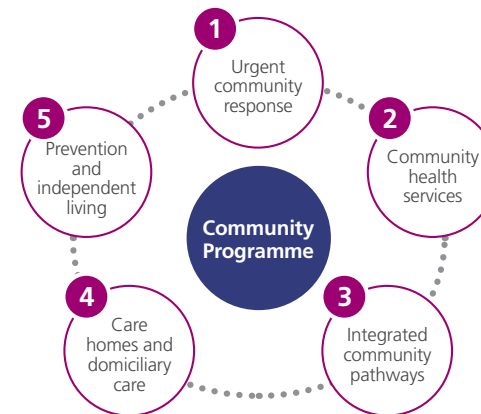 1
Urgent
community
response
2
Community
health
services
3
Integrated
community
pathways
4
Care
homes and
domiciliary
care
5
Prevention
and
independent
living
Community
Programme